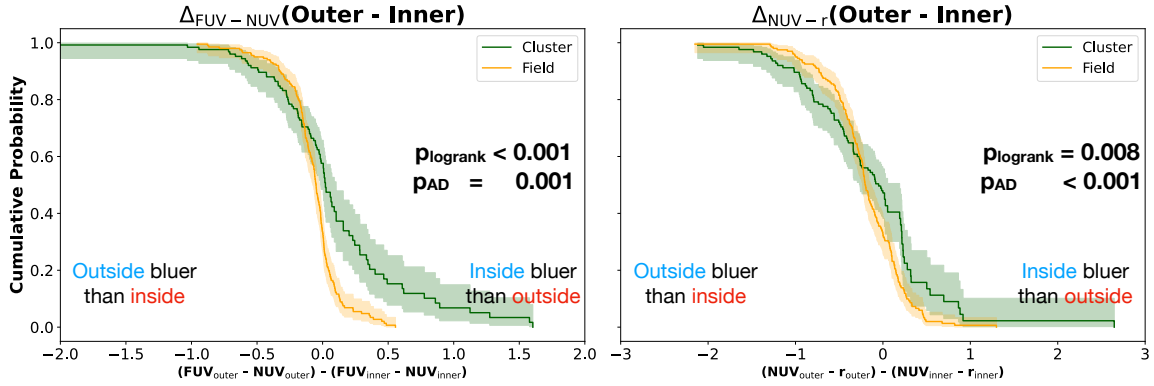 Δ_FUV−NUV(Outer - Inner)
1.0
0.8
0.6
0.4
0.2
0.0
Cumulative Probability
Cluster
Field
p_logrank < 0.001
p_AD = 0.001
Outside bluer
than inside
Inside bluer
than outside
-2.0 -1.5 -1.0 -0.5 0.0 0.5 1.0 1.5 2.0
(FUV_outer - NUV_outer) - (FUV_inner - NUV_inner)
Δ_NUV−r(Outer - Inner)
Cluster
Field
p_logrank = 0.008
p_AD < 0.001
Outside bluer
than inside
Inside bluer
than outside
−3 −2 −1 0 1 2 3
(NUV_outer - r_outer) - (NUV_inner - r_inner)